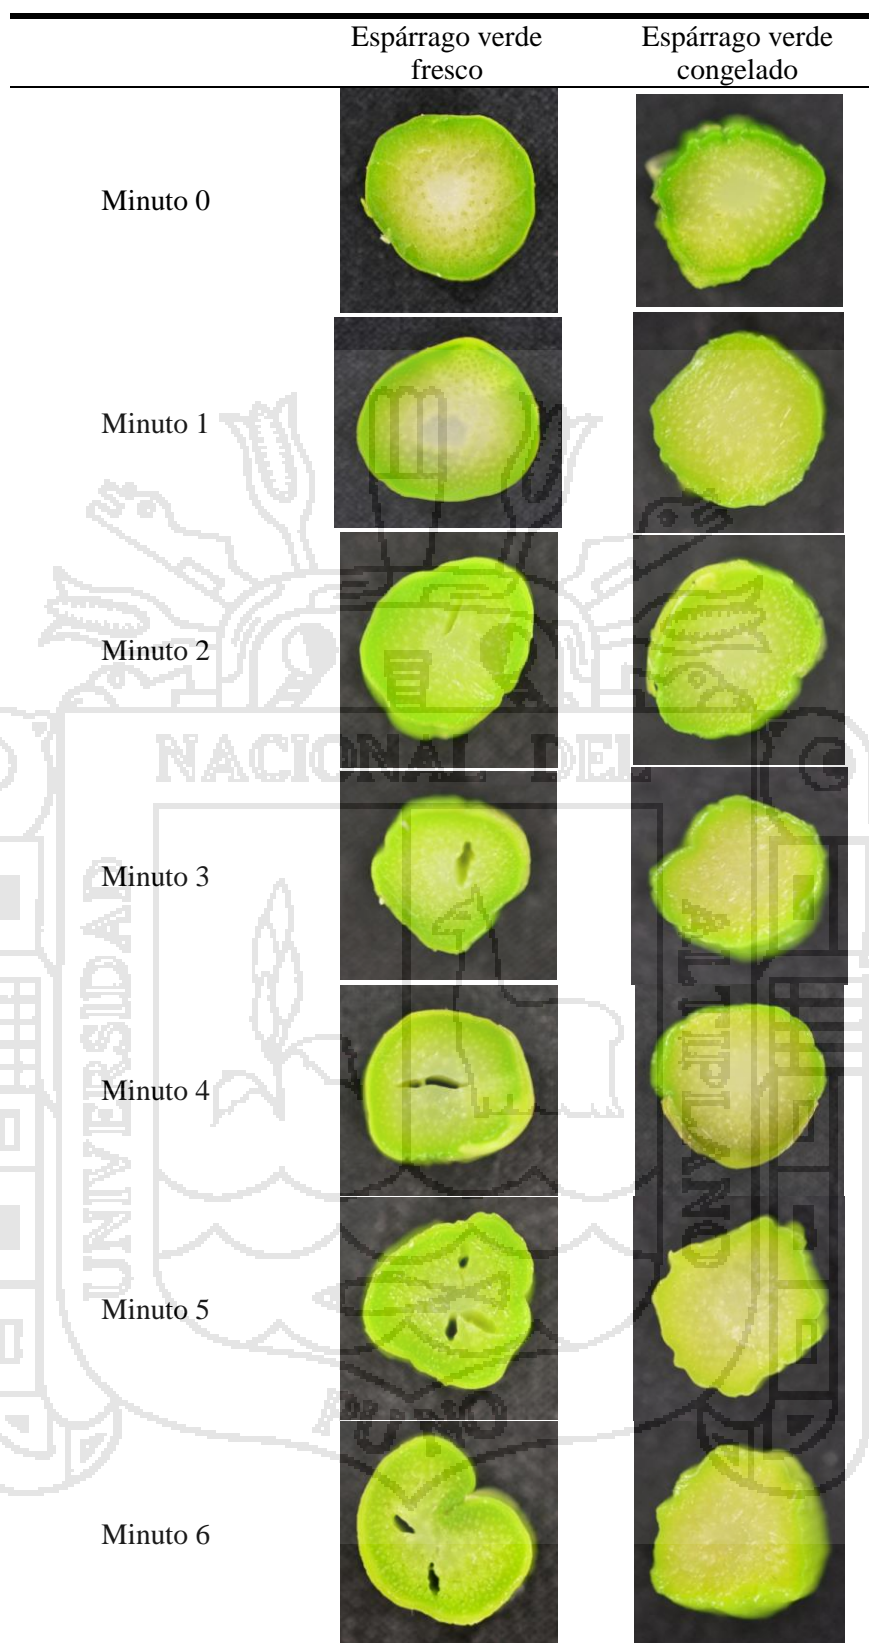 Espárrago verde fresco
Espárrago verde congelado
Minuto 0
Minuto 1
Minuto 2
Minuto 3
Minuto 4
Minuto 5
Minuto 6
UNIVERSIDAD
NACIONAL DEL
ALTIPLANO
PUNO